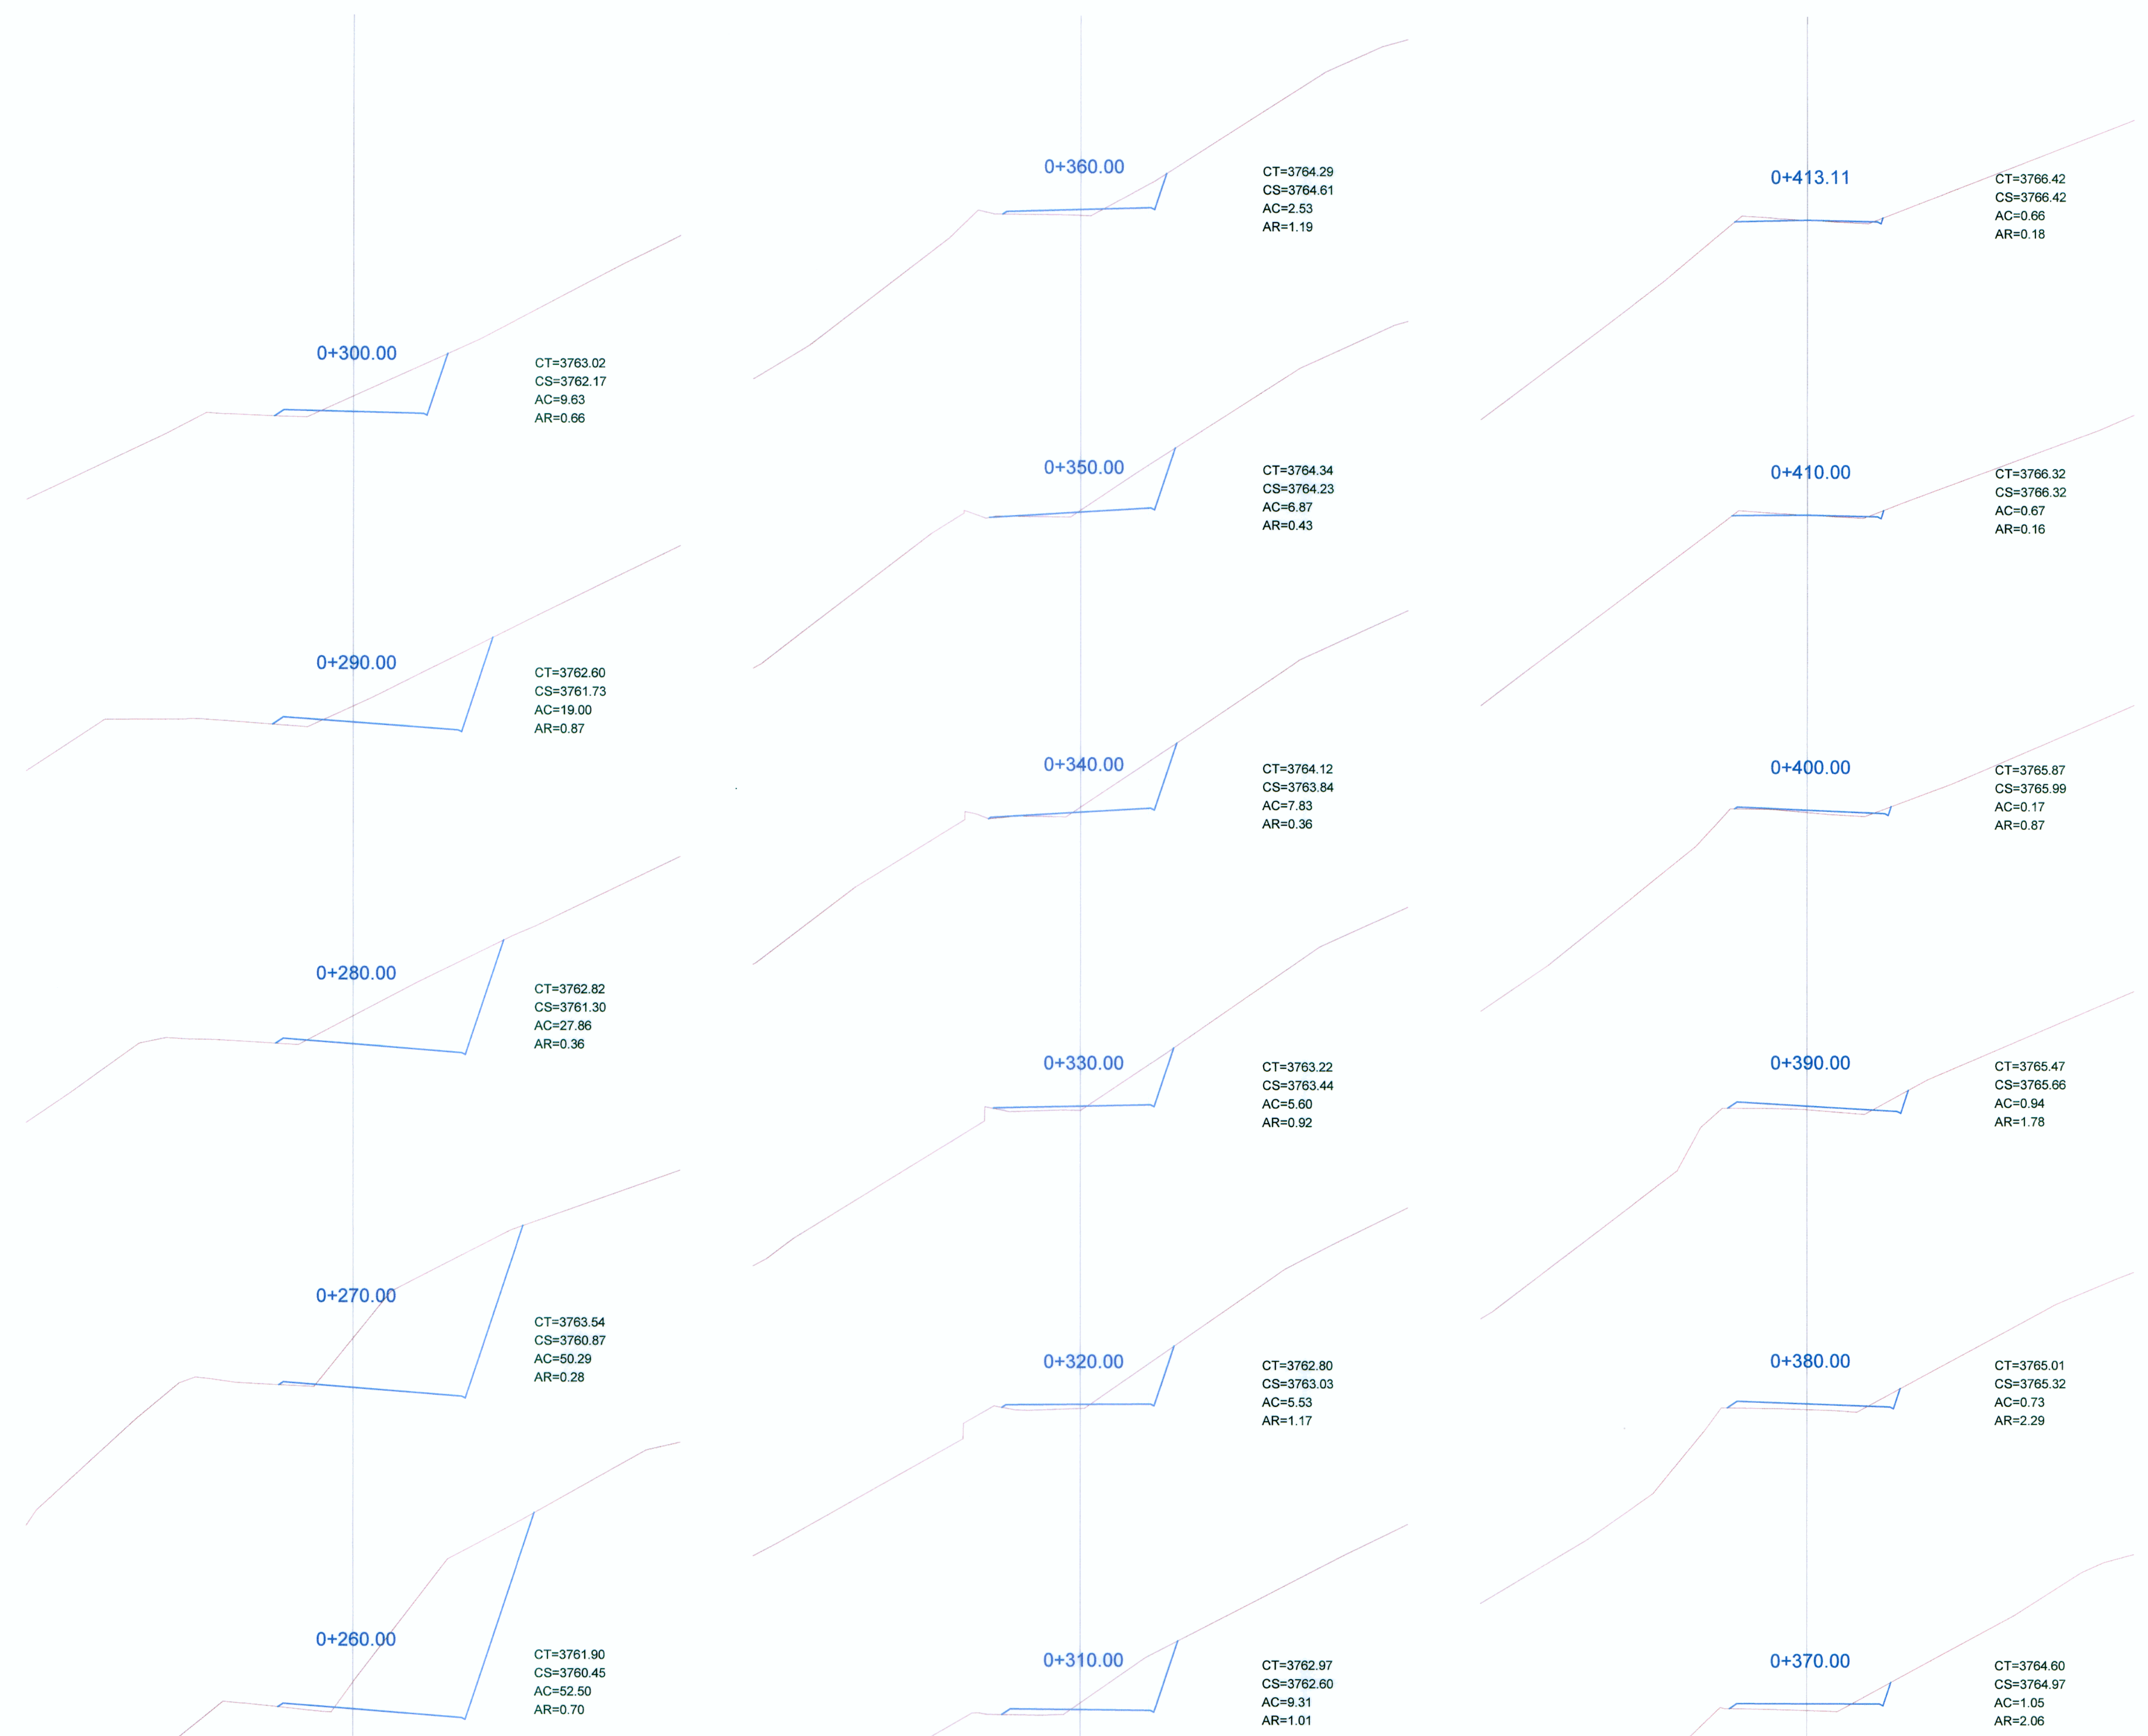 0+300.00
CT=3763.02
CS=3762.17
AC=9.63
AR=0.66
0+290.00
CT=3762.60
CS=3761.73
AC=19.00
AR=0.87
0+280.00
CT=3762.82
CS=3761.30
AC=27.86
AR=0.36
0+270.00
CT=3763.54
CS=3760.87
AC=50.29
AR=0.28
0+260.00
CT=3761.90
CS=3760.45
AC=52.50
AR=0.70
0+360.00
CT=3764.29
CS=3764.61
AC=2.53
AR=1.19
0+350.00
CT=3764.34
CS=3764.23
AC=6.87
AR=0.43
0+340.00
CT=3764.12
CS=3763.84
AC=7.83
AR=0.36
0+330.00
CT=3763.22
CS=3763.44
AC=5.60
AR=0.92
0+320.00
CT=3762.80
CS=3763.03
AC=5.53
AR=1.17
0+310.00
CT=3762.97
CS=3762.60
AC=9.31
AR=1.01
0+413.11
CT=3766.42
CS=3766.42
AC=0.66
AR=0.18
0+410.00
CT=3766.32
CS=3766.32
AC=0.67
AR=0.16
0+400.00
CT=3765.87
CS=3765.99
AC=0.17
AR=0.87
0+390.00
CT=3765.47
CS=3765.66
AC=0.94
AR=1.78
0+380.00
CT=3765.01
CS=3765.32
AC=0.73
AR=2.29
0+370.00
CT=3764.60
CS=3764.97
AC=1.05
AR=2.06